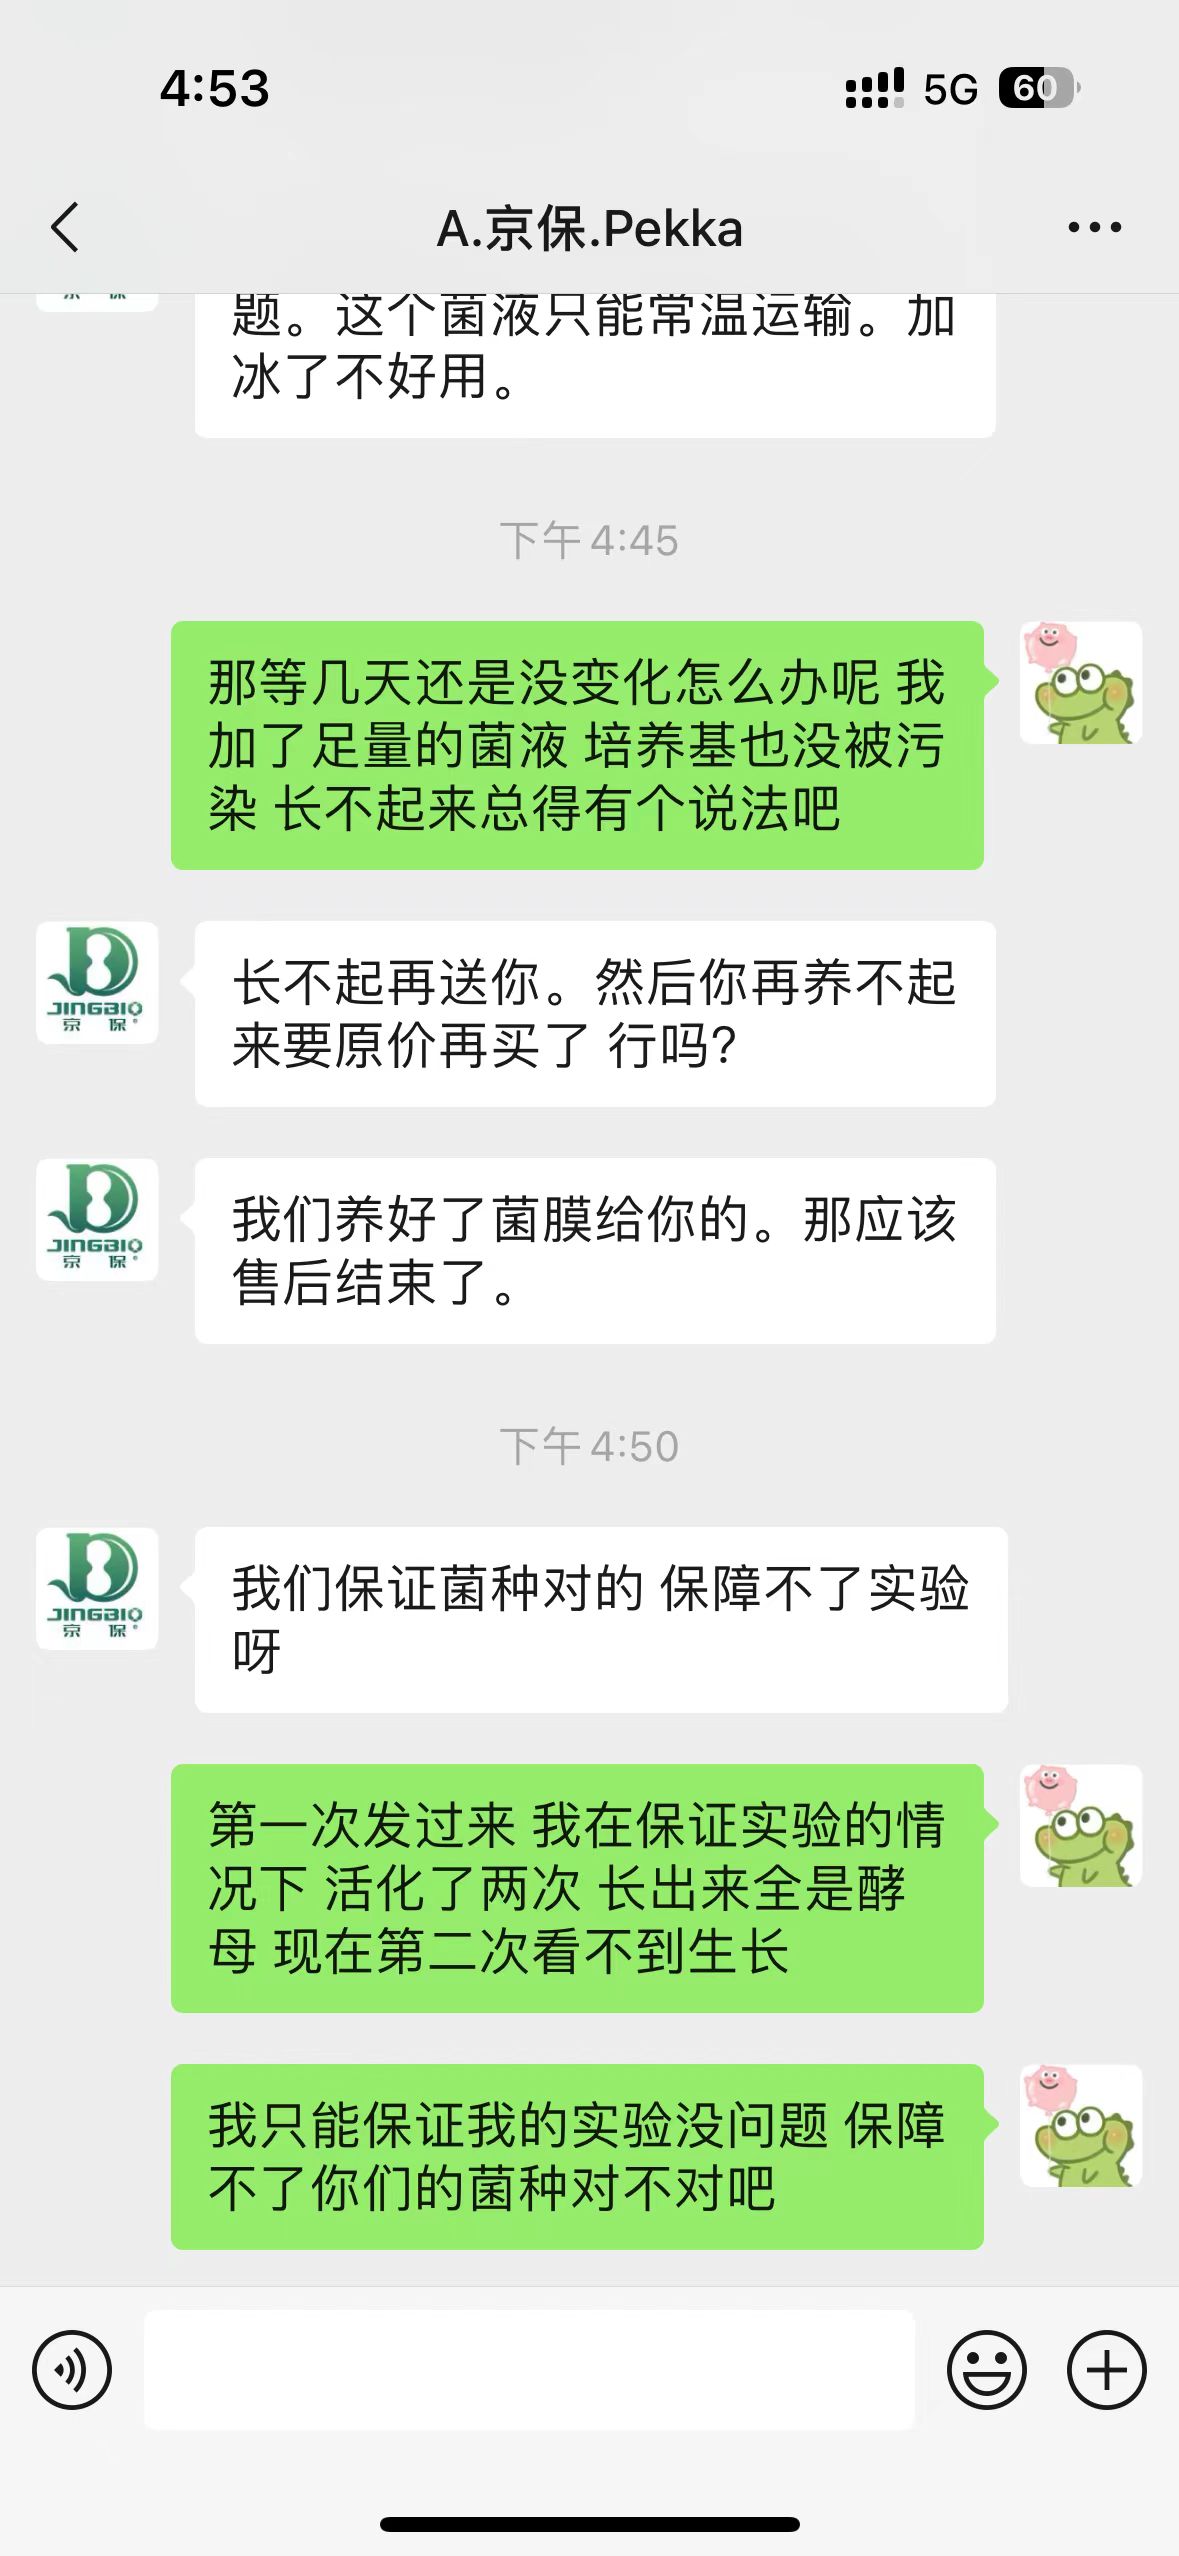 4:53
5G
60
A.京保.Pekka
京 保
题。这个菌液只能常温运输。加
冰了不好用。
下午 4:45
那等几天还是没变化怎么办呢 我
加了足量的菌液 培养基也没被污
染 长不起来总得有个说法吧
JINGBIO
京 保
长不起再送你。然后你再养不起
来要原价再买了 行吗?
JINGBIO
京 保
我们养好了菌膜给你的。那应该
售后结束了。
下午 4:50
JINGBIO
京 保
我们保证菌种对的 保障不了实验
呀
第一次发过来 我在保证实验的情
况下 活化了两次 长出来全是酵
母 现在第二次看不到生长
我只能保证我的实验没问题 保障
不了你们的菌种对不对吧